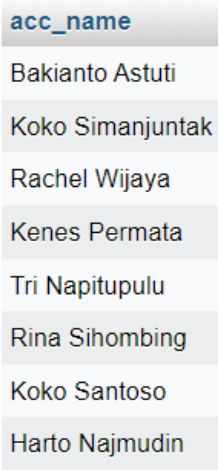 acc_name
Bakianto Astuti
Koko Simanjuntak
Rachel Wijaya
Kenes Permata
Tri Napitupulu
Rina Sihombing
Koko Santoso
Harto Najmudin